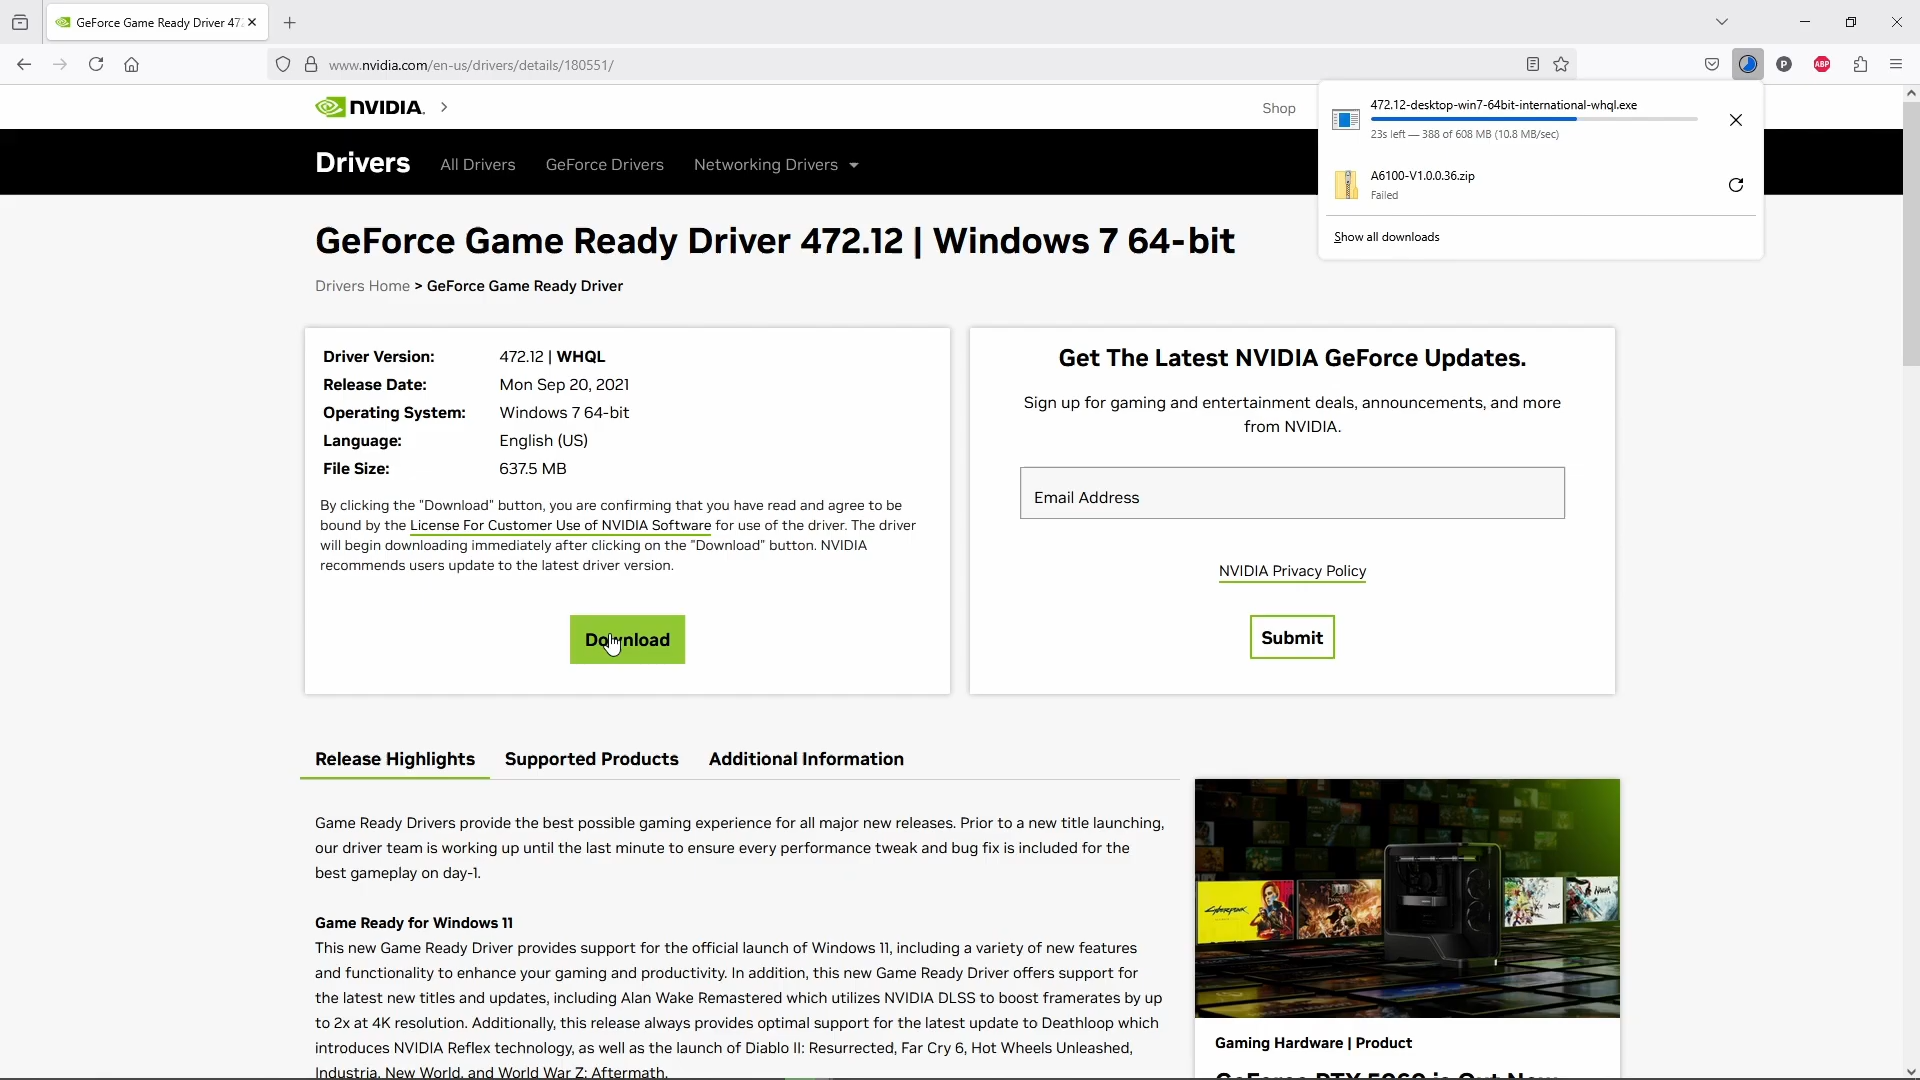 GeForce Game Ready Driver 47
www.nvidia.com/en-us/drivers/details/180551/
P
ABP
NVIDIA.
Shop
472.12-desktop-win7-64bit-international-whql.exe
23s left — 388 of 608 MB (10.8 MB/sec)
A6100-V1.0.0.36.zip
Failed
Show all downloads
Drivers
All Drivers
GeForce Drivers
Networking Drivers
GeForce Game Ready Driver 472.12 | Windows 7 64-bit
Drivers Home > GeForce Game Ready Driver
Driver Version: 472.12 | WHQL
Release Date: Mon Sep 20, 2021
Operating System: Windows 7 64-bit
Language: English (US)
File Size: 637.5 MB
By clicking the "Download" button, you are confirming that you have read and agree to be
bound by the License For Customer Use of NVIDIA Software for use of the driver. The driver
will begin downloading immediately after clicking on the "Download" button. NVIDIA
recommends users update to the latest driver version.
Download
Get The Latest NVIDIA GeForce Updates.
Sign up for gaming and entertainment deals, announcements, and more
from NVIDIA.
Email Address
NVIDIA Privacy Policy
Submit
Release Highlights
Supported Products
Additional Information
Game Ready Drivers provide the best possible gaming experience for all major new releases. Prior to a new title launching,
our driver team is working up until the last minute to ensure every performance tweak and bug fix is included for the
best gameplay on day-1.
Game Ready for Windows 11
This new Game Ready Driver provides support for the official launch of Windows 11, including a variety of new features
and functionality to enhance your gaming and productivity. In addition, this new Game Ready Driver offers support for
the latest new titles and updates, including Alan Wake Remastered which utilizes NVIDIA DLSS to boost framerates by up
to 2x at 4K resolution. Additionally, this release always provides optimal support for the latest update to Deathloop which
introduces NVIDIA Reflex technology, as well as the launch of Diablo II: Resurrected, Far Cry 6, Hot Wheels Unleashed,
Industria, New World, and World War Z: Aftermath.
Cyberpunk
Gaming Hardware | Product
GeForce RTX 5060 is Out Now